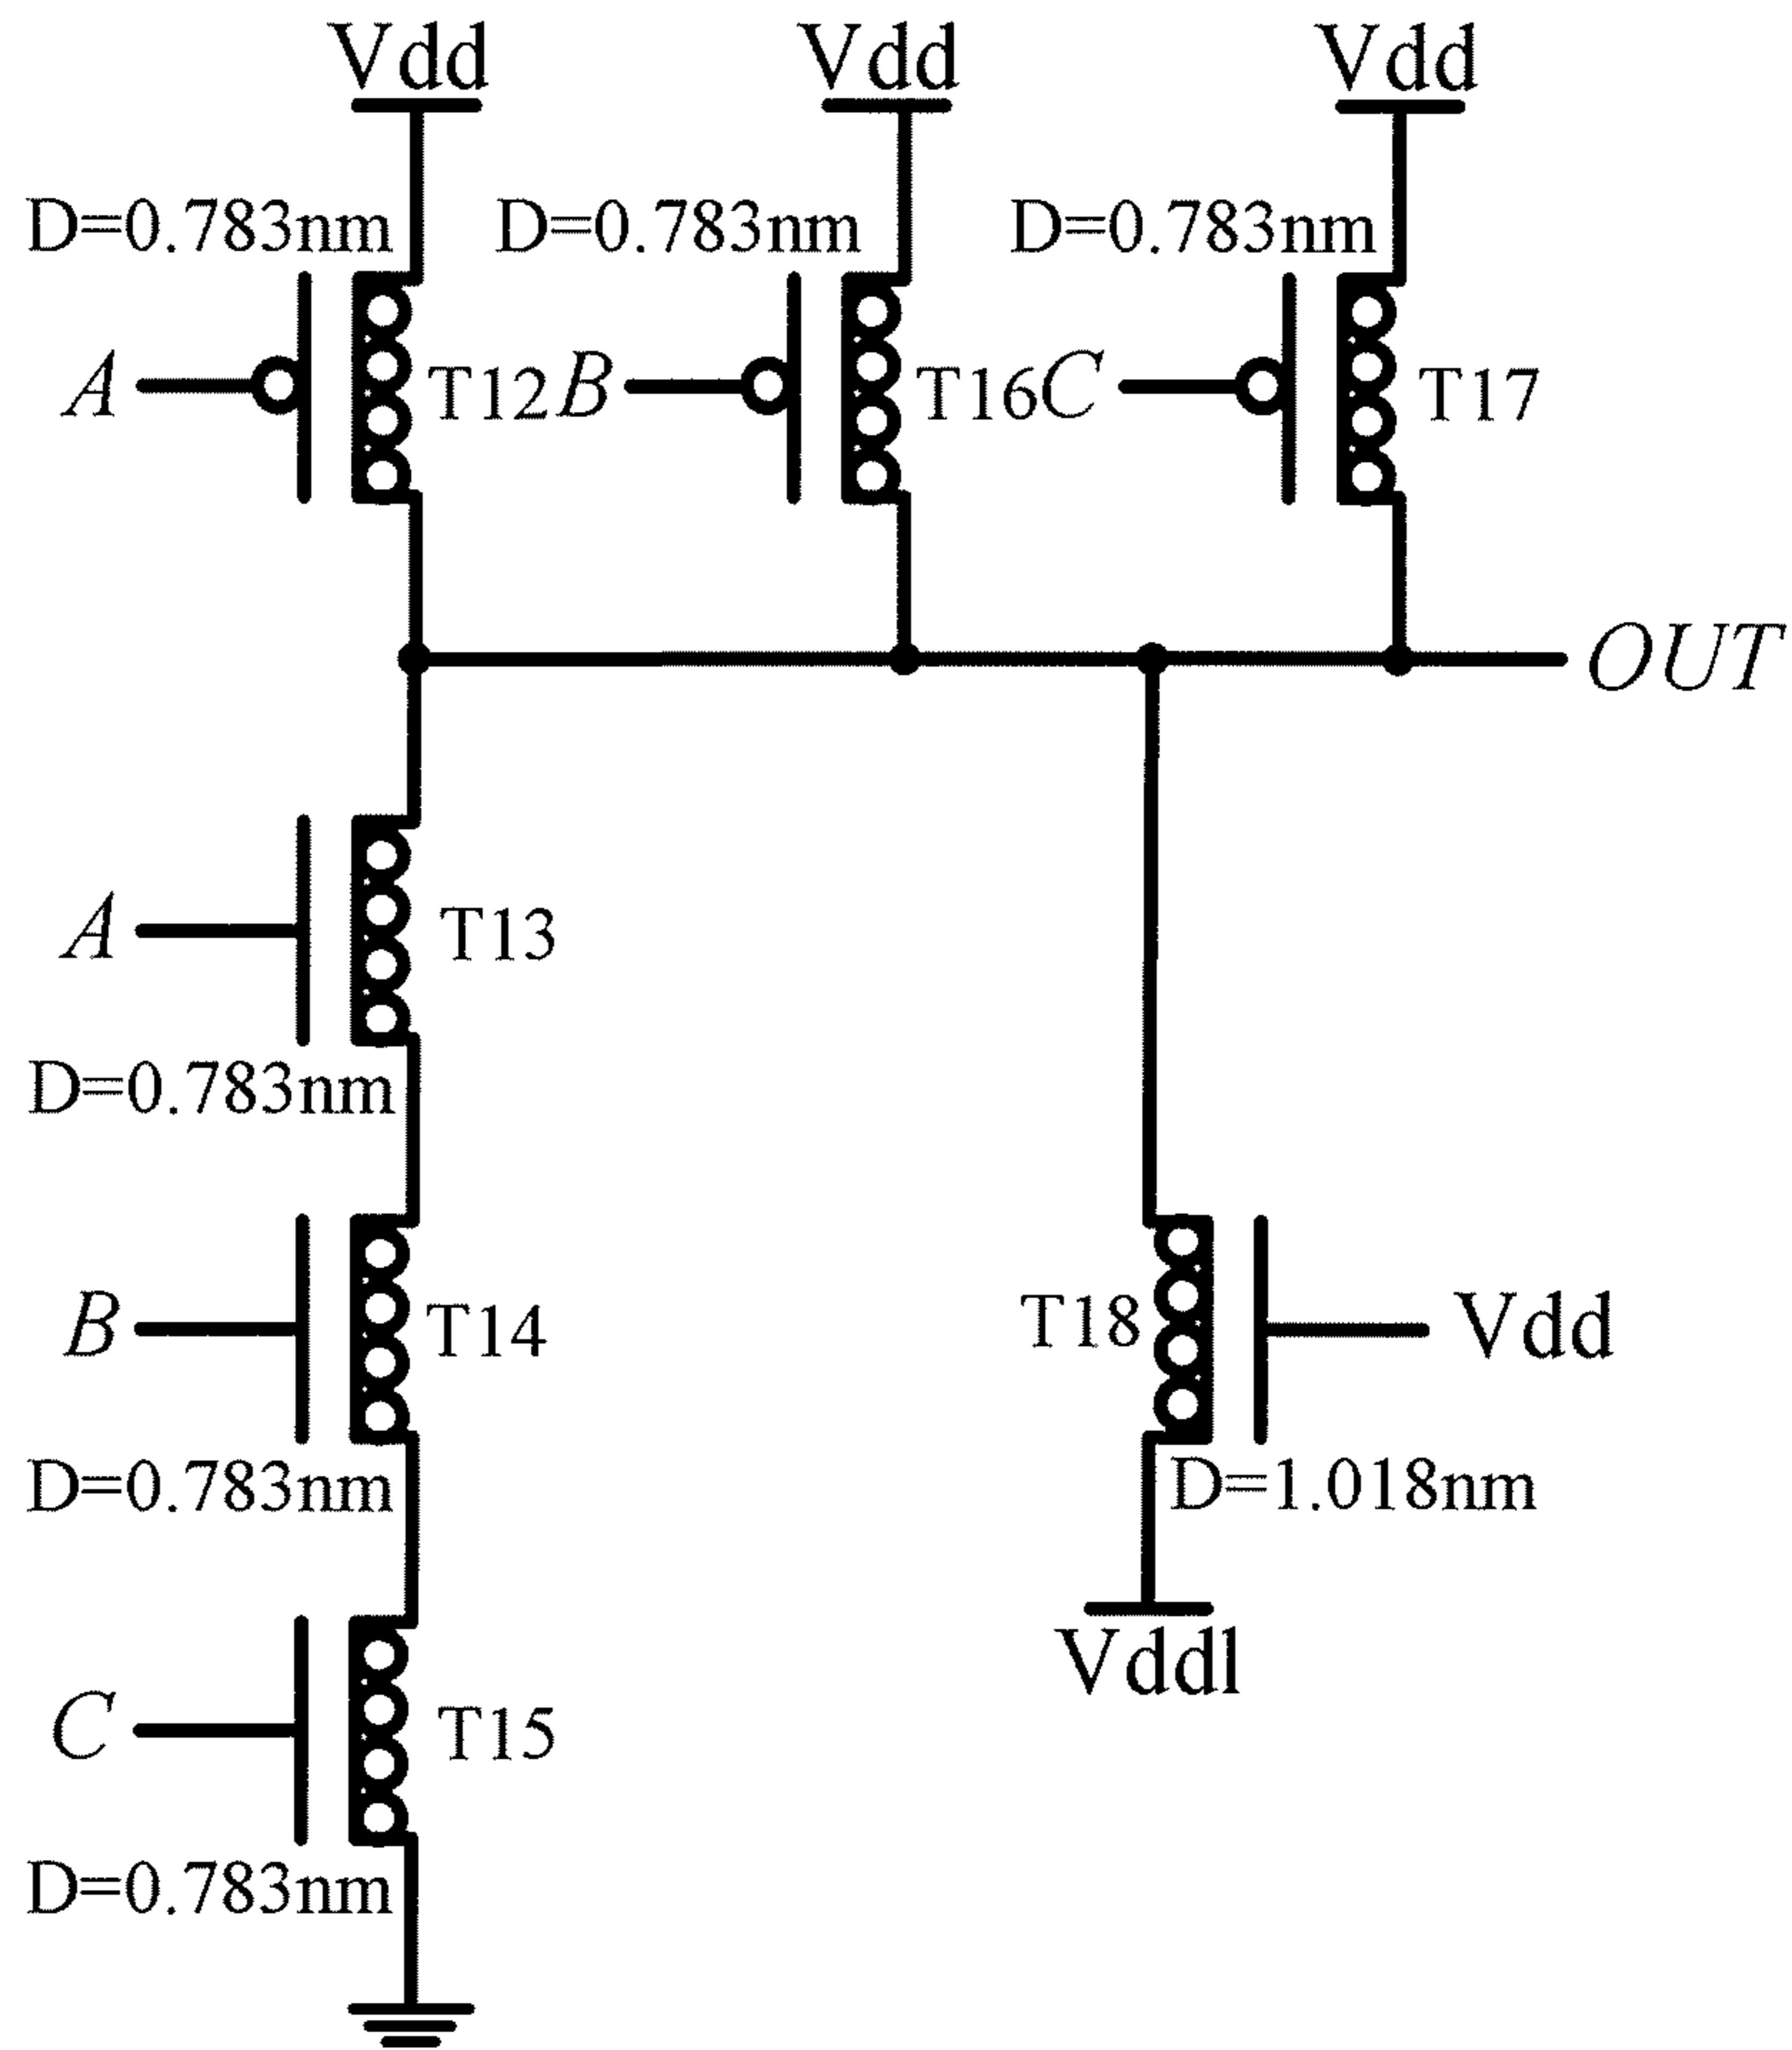 Vdd Vdd Vdd
D=0.783nm D=0.783nm D=0.783nm
A T12 B T16 C T17
OUT
A T13
D=0.783nm
B T14 T18 Vdd
D=0.783nm D=1.018nm
Vddl
C T15
D=0.783nm